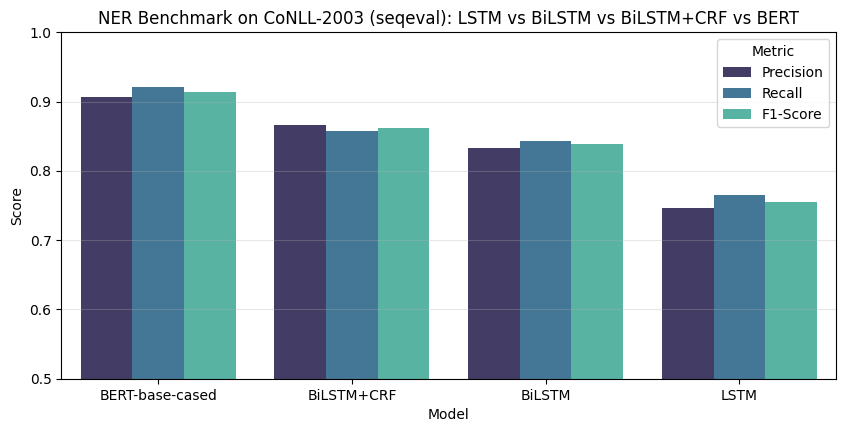 NER Benchmark on CoNLL-2003 (seqeval): LSTM vs BiLSTM vs BiLSTM+CRF vs BERT
Metric
Precision
Recall
F1-Score
1.0
0.9
0.8
0.7
0.6
0.5
Score
BERT-base-cased
BiLSTM+CRF
BiLSTM
LSTM
Model